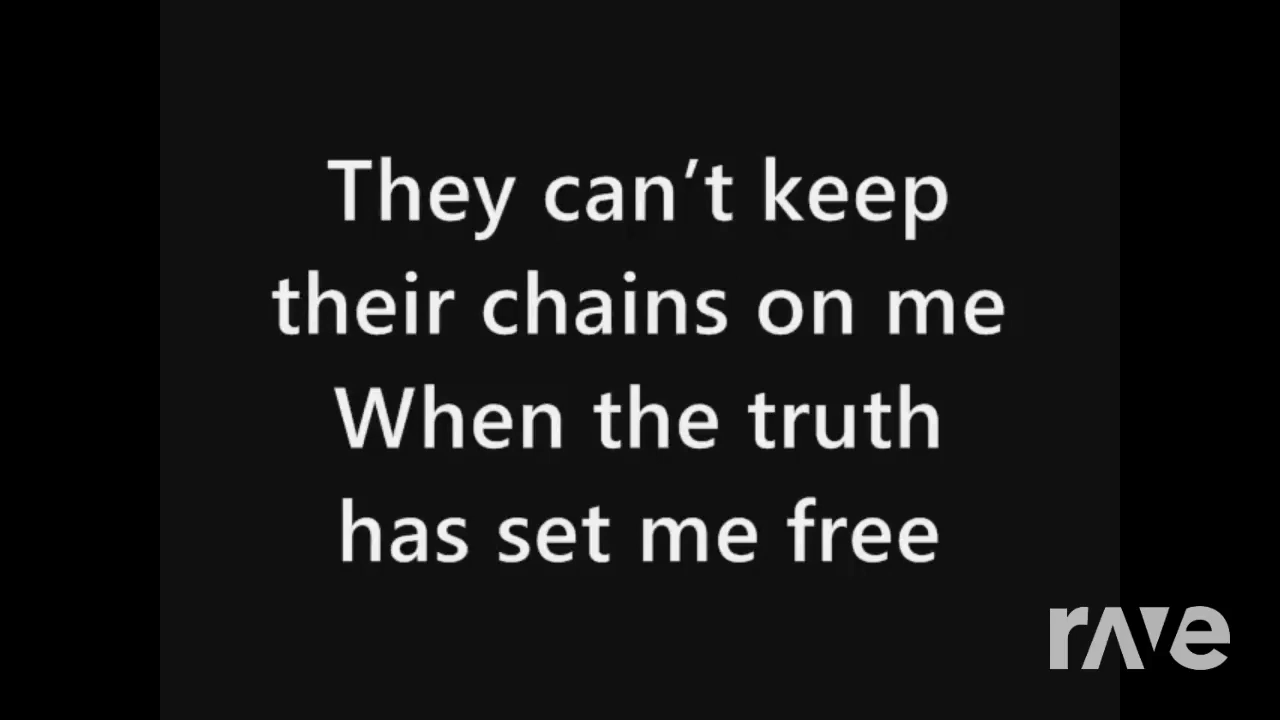 They can’t keep
their chains on me
When the truth
has set me free
rave